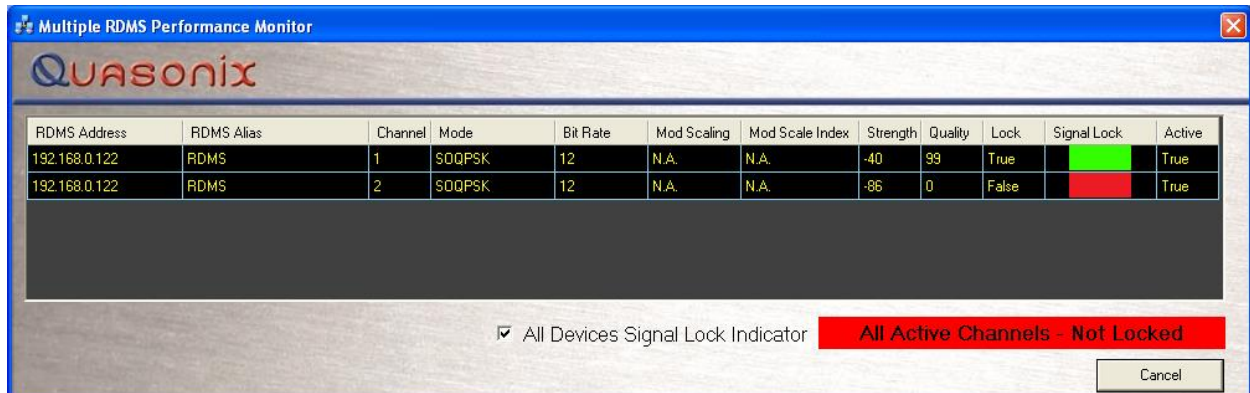 Multiple RDMS Performance Monitor
Quasonix
RDMS Address RDMS Alias Channel Mode Bit Rate Mod Scaling Mod Scale Index Strength Quality Lock Signal Lock Active
192.168.0.122 RDMS 1 SOQPSK 12 N.A. N.A. -40 99 True True
192.168.0.122 RDMS 2 SOQPSK 12 N.A. N.A. -86 0 False True
All Devices Signal Lock Indicator All Active Channels - Not Locked
Cancel